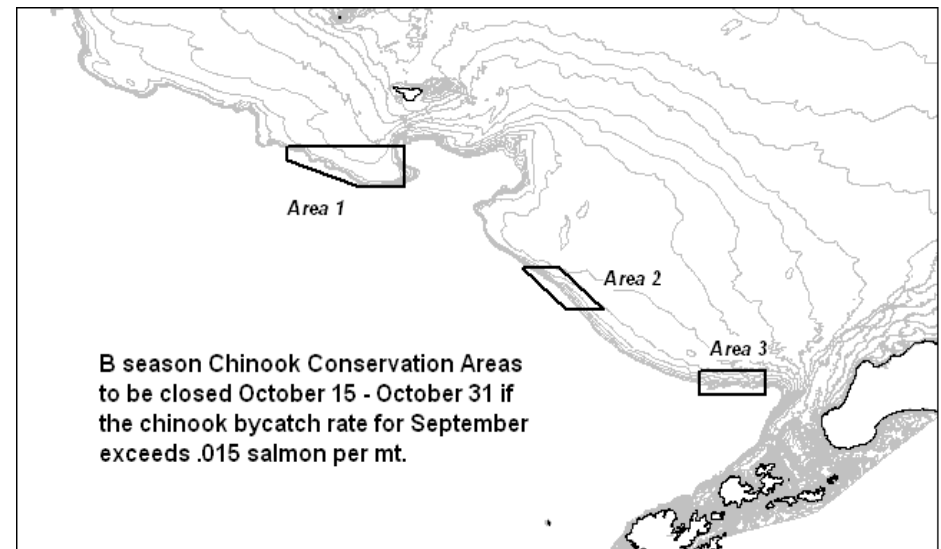 Area 1
Area 2
Area 3
B season Chinook Conservation Areas
to be closed October 15 - October 31 if
the chinook bycatch rate for September
exceeds .015 salmon per mt.